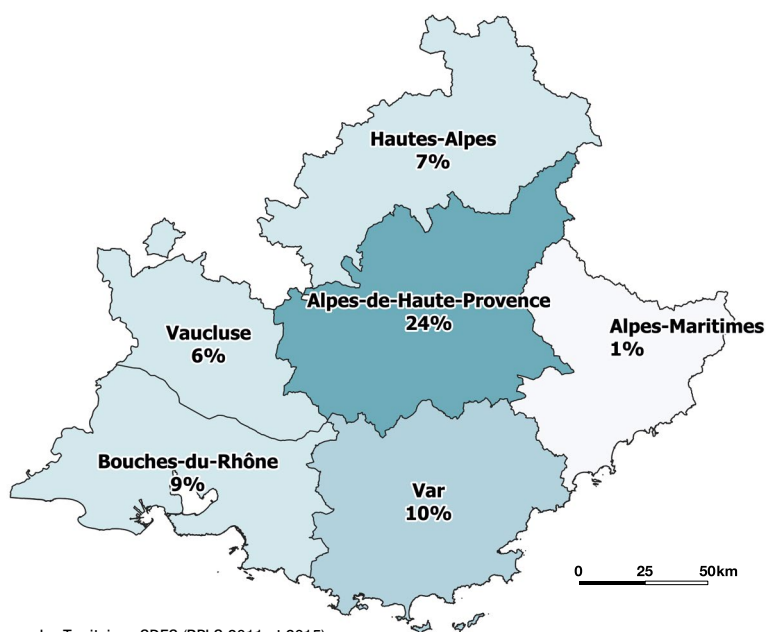 Hautes-Alpes
7%
Alpes-de-Haute-Provence
24%
Alpes-Maritimes
1%
Vaucluse
6%
Bouches-du-Rhône
9%
Var
10%
0 25 50km